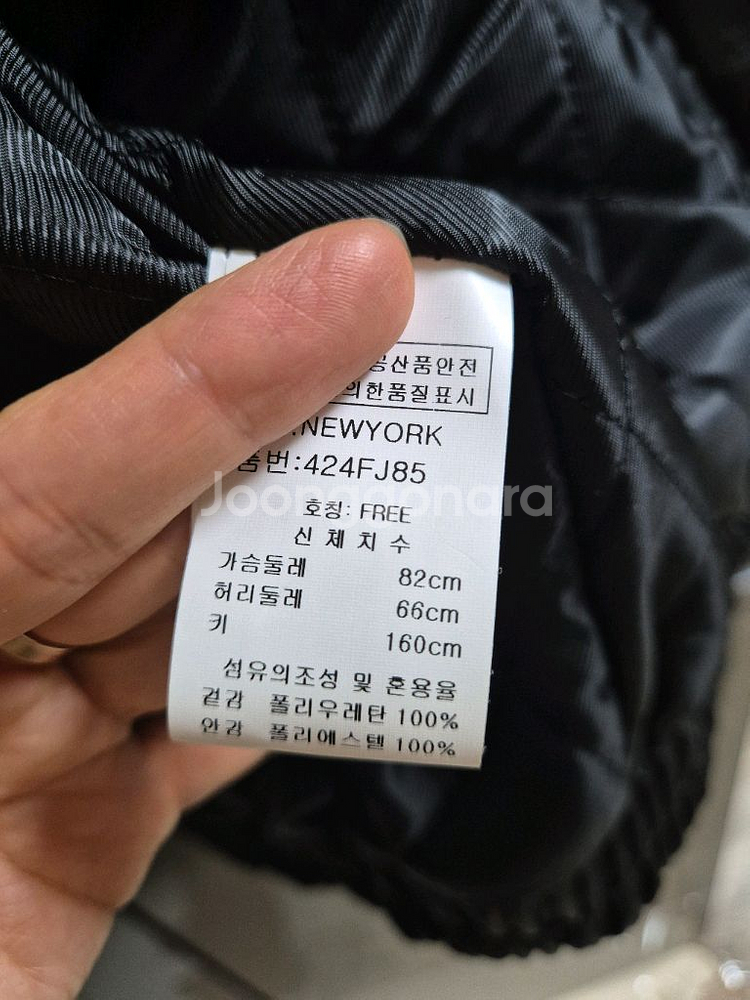 공산품안전
의한품질표시
:NEWYORK
품번:424FJ85
Joonggonara
호칭: FREE
신체치수
가슴둘레 82cm
허리둘레 66cm
키 160cm
섬유의조성 및 혼용율
겉감 폴리우레탄 100%
안감 폴리에스텔 100%